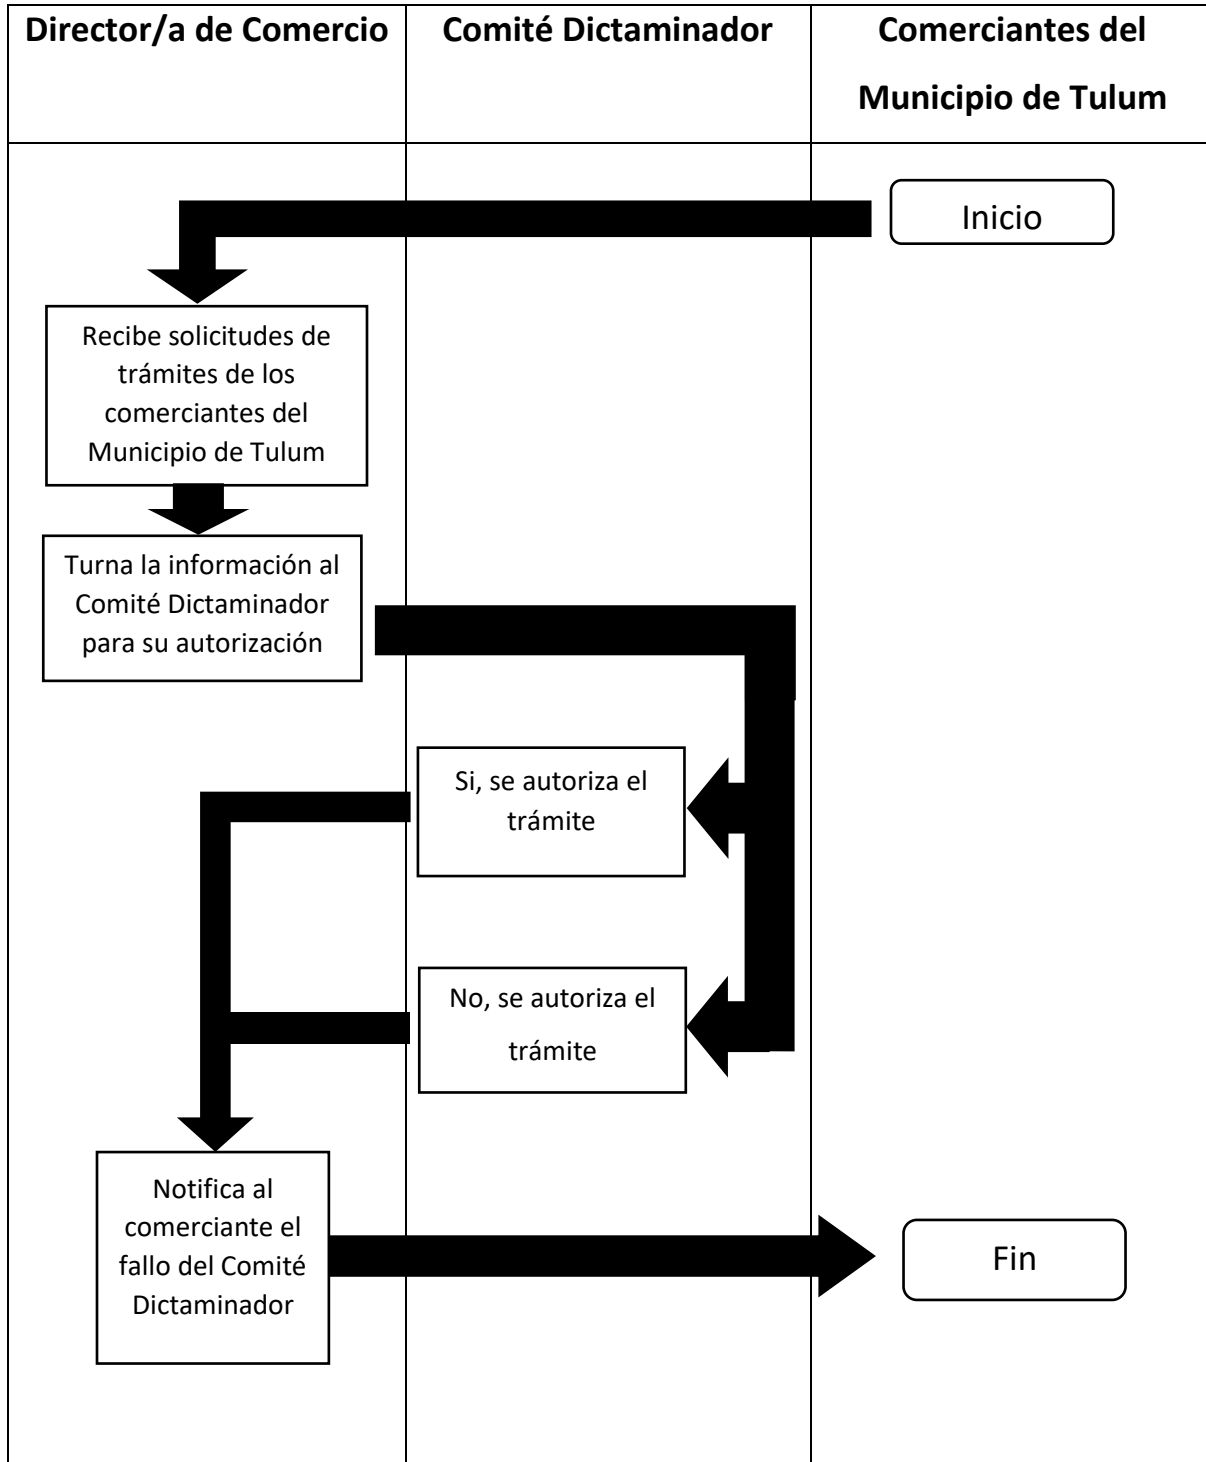 Director/a de Comercio
Comité Dictaminador
Comerciantes del
Municipio de Tulum
Inicio
Recibe solicitudes de
trámites de los
comerciantes del
Municipio de Tulum
Turna la información al
Comité Dictaminador
para su autorización
Si, se autoriza el
trámite
No, se autoriza el
trámite
Notifica al
comerciante el
fallo del Comité
Dictaminador
Fin